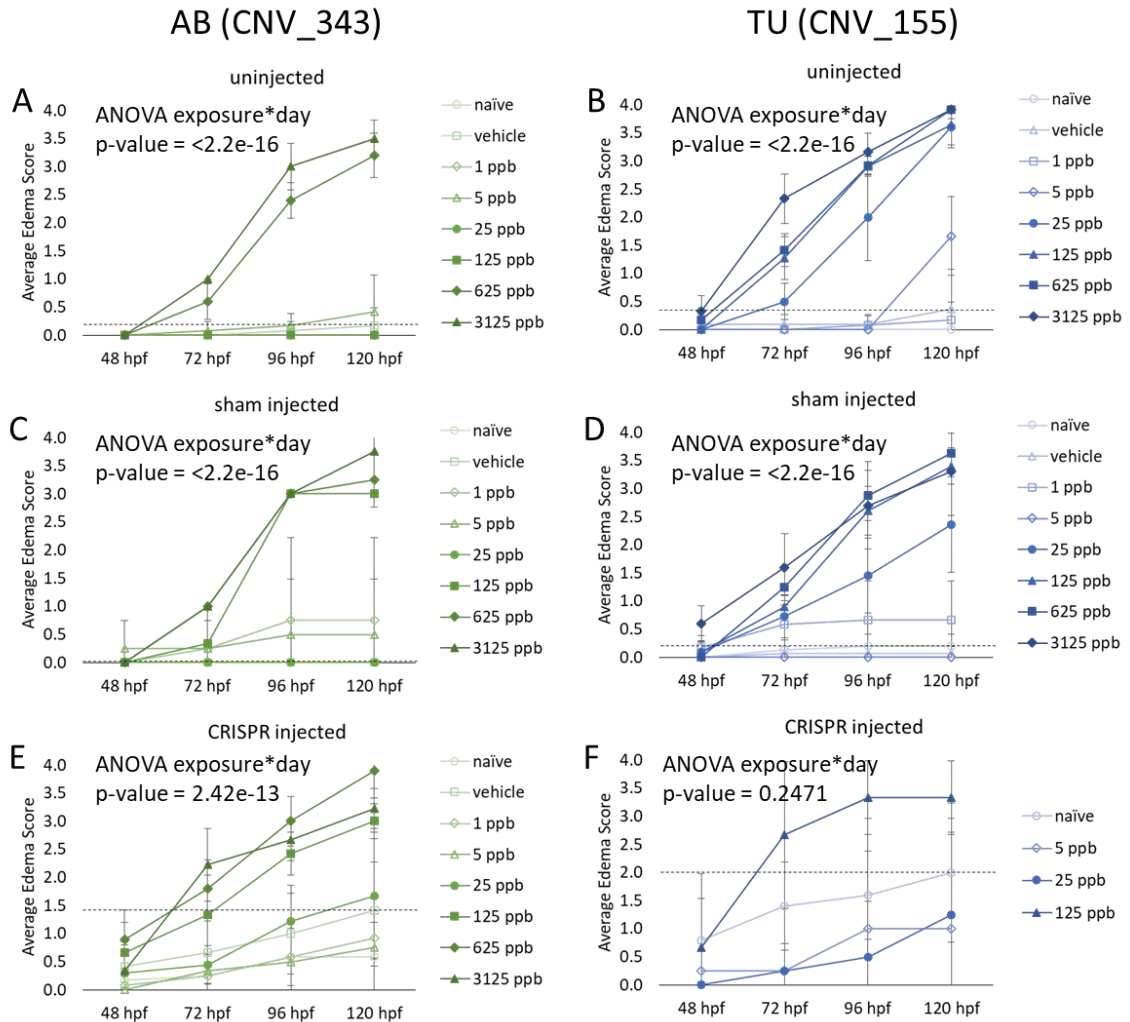 AB (CNV_343)
TU (CNV_155)
A
uninjected
ANOVA exposure*day
p-value = <2.2e-16
Average Edema Score
4.0
3.5
3.0
2.5
2.0
1.5
1.0
0.5
0.0
48 hpf 72 hpf 96 hpf 120 hpf
naïve
vehicle
1 ppb
5 ppb
25 ppb
125 ppb
625 ppb
3125 ppb
B
uninjected
ANOVA exposure*day
p-value = <2.2e-16
Average Edema Score
4.0
3.5
3.0
2.5
2.0
1.5
1.0
0.5
0.0
48 hpf 72 hpf 96 hpf 120 hpf
naïve
vehicle
1 ppb
5 ppb
25 ppb
125 ppb
625 ppb
3125 ppb
C
sham injected
ANOVA exposure*day
p-value = <2.2e-16
Average Edema Score
4.0
3.5
3.0
2.5
2.0
1.5
1.0
0.5
0.0
48 hpf 72 hpf 96 hpf 120 hpf
naïve
vehicle
1 ppb
5 ppb
25 ppb
125 ppb
625 ppb
3125 ppb
D
sham injected
ANOVA exposure*day
p-value = <2.2e-16
Average Edema Score
4.0
3.5
3.0
2.5
2.0
1.5
1.0
0.5
0.0
48 hpf 72 hpf 96 hpf 120 hpf
naïve
vehicle
1 ppb
5 ppb
25 ppb
125 ppb
625 ppb
3125 ppb
E
CRISPR injected
ANOVA exposure*day
p-value = 2.42e-13
Average Edema Score
4.0
3.5
3.0
2.5
2.0
1.5
1.0
0.5
0.0
48 hpf 72 hpf 96 hpf 120 hpf
naïve
vehicle
1 ppb
5 ppb
25 ppb
125 ppb
625 ppb
3125 ppb
F
CRISPR injected
ANOVA exposure*day
p-value = 0.2471
Average Edema Score
4.0
3.5
3.0
2.5
2.0
1.5
1.0
0.5
0.0
48 hpf 72 hpf 96 hpf 120 hpf
naïve
5 ppb
25 ppb
125 ppb